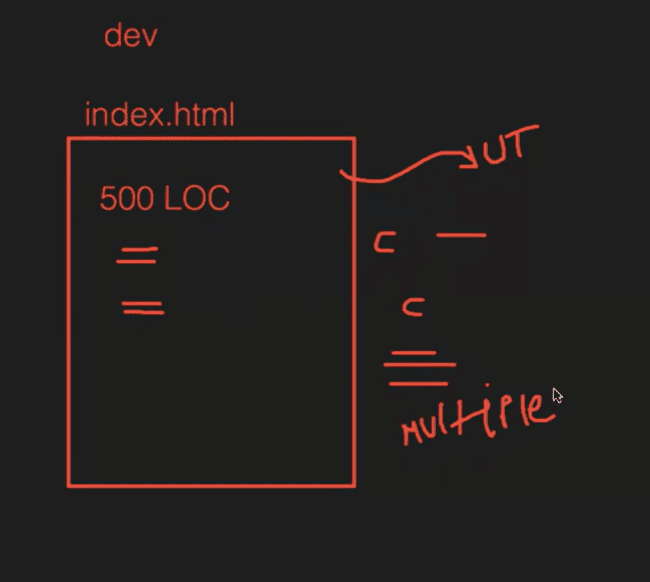 dev
index.html
UT
500 LOC
C
C
MULTIPLE